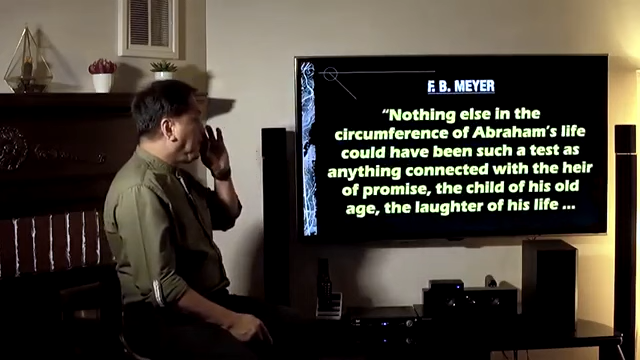 F. B. MEYER
“Nothing else in the
circumference of Abraham’s life
could have been such a test as
anything connected with the heir
of promise, the child of his old
age, the laughter of his life ...